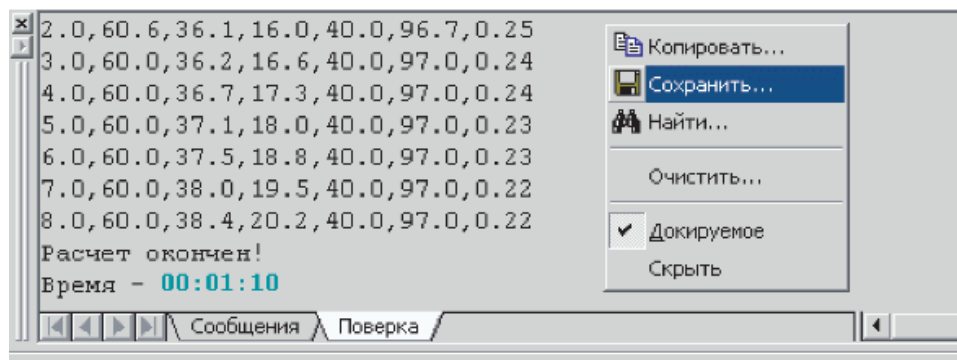 2.0,60.6,36.1,16.0,40.0,96.7,0.25
3.0,60.0,36.2,16.6,40.0,97.0,0.24
4.0,60.0,36.7,17.3,40.0,97.0,0.24
5.0,60.0,37.1,18.0,40.0,97.0,0.23
6.0,60.0,37.5,18.8,40.0,97.0,0.23
7.0,60.0,38.0,19.5,40.0,97.0,0.22
8.0,60.0,38.4,20.2,40.0,97.0,0.22
Расчет окончен!
Время - 00:01:10
Копировать...
Сохранить...
Найти...
Очистить...
Докируемое
Скрыть
Сообщения
Поверка